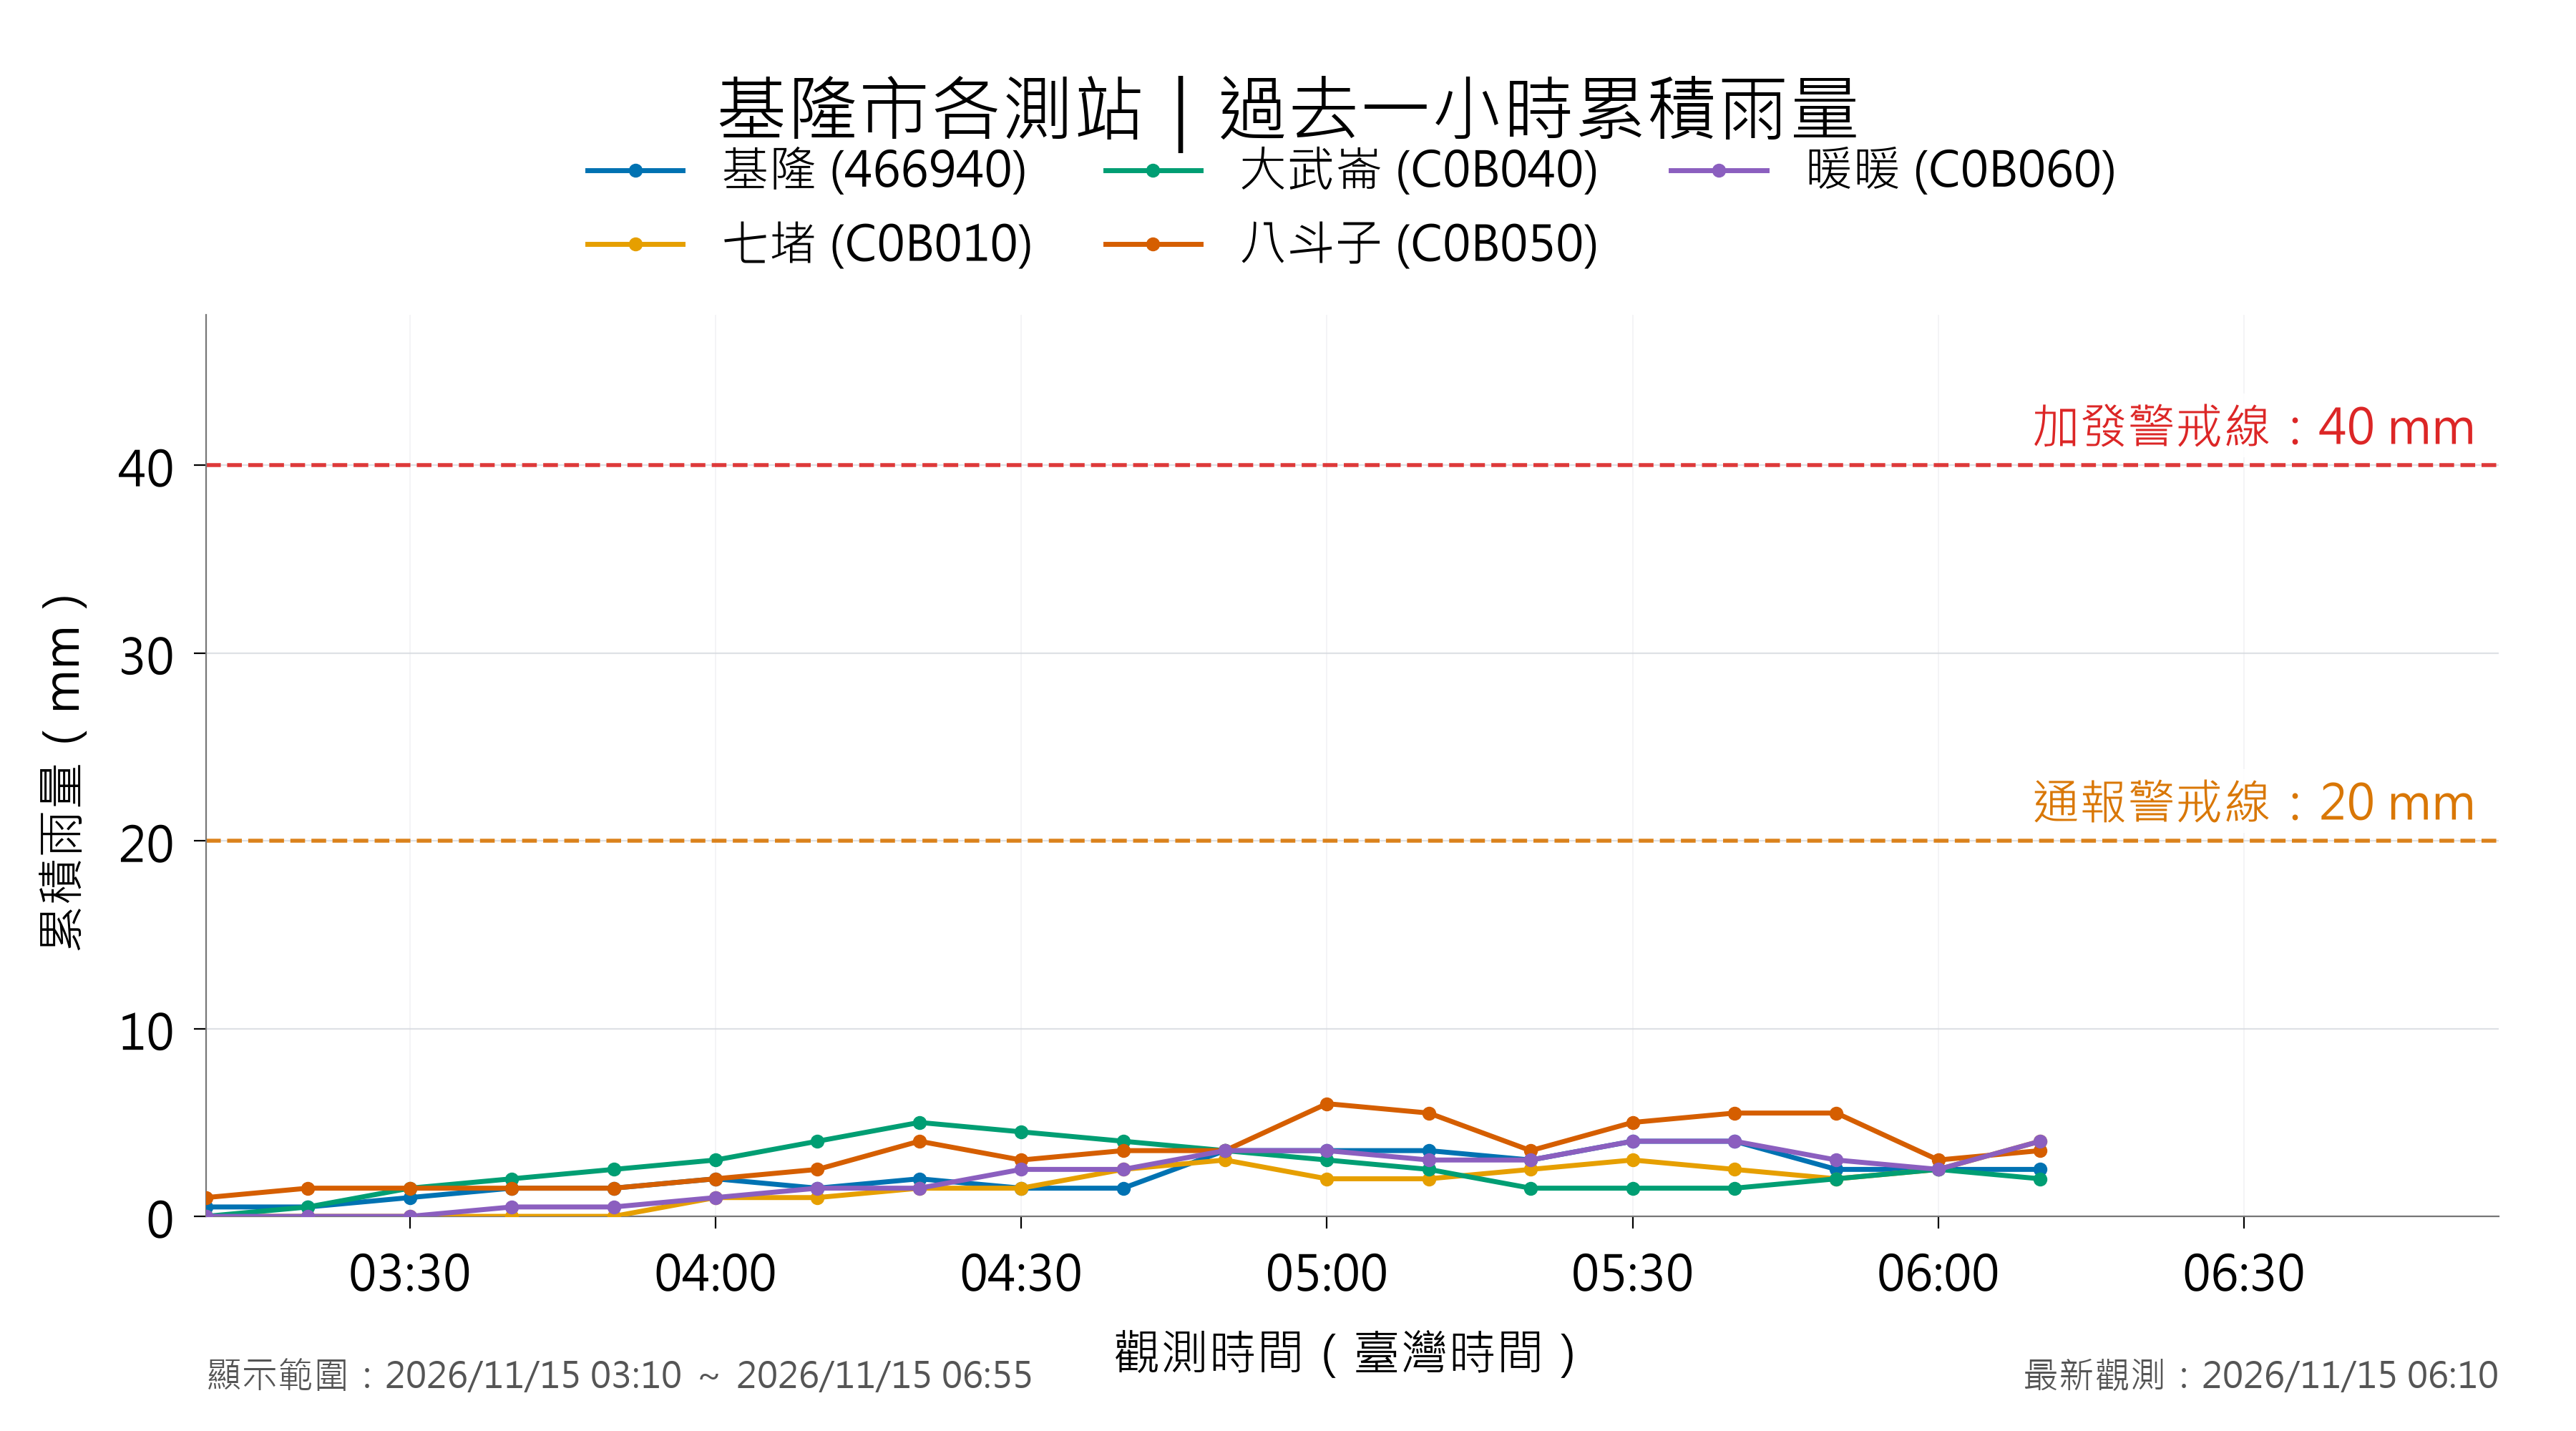 基隆市各測站｜過去一小時累積雨量
基隆 (466940)
七堵 (C0B010)
大武崙 (C0B040)
八斗子 (C0B050)
暖暖 (C0B060)
累積雨量（mm）
40
30
20
10
0
加發警戒線：40 mm
通報警戒線：20 mm
03:30
04:00
04:30
05:00
05:30
06:00
06:30
觀測時間（臺灣時間）
顯示範圍：2026/11/15 03:10 ~ 2026/11/15 06:55
最新觀測：2026/11/15 06:10